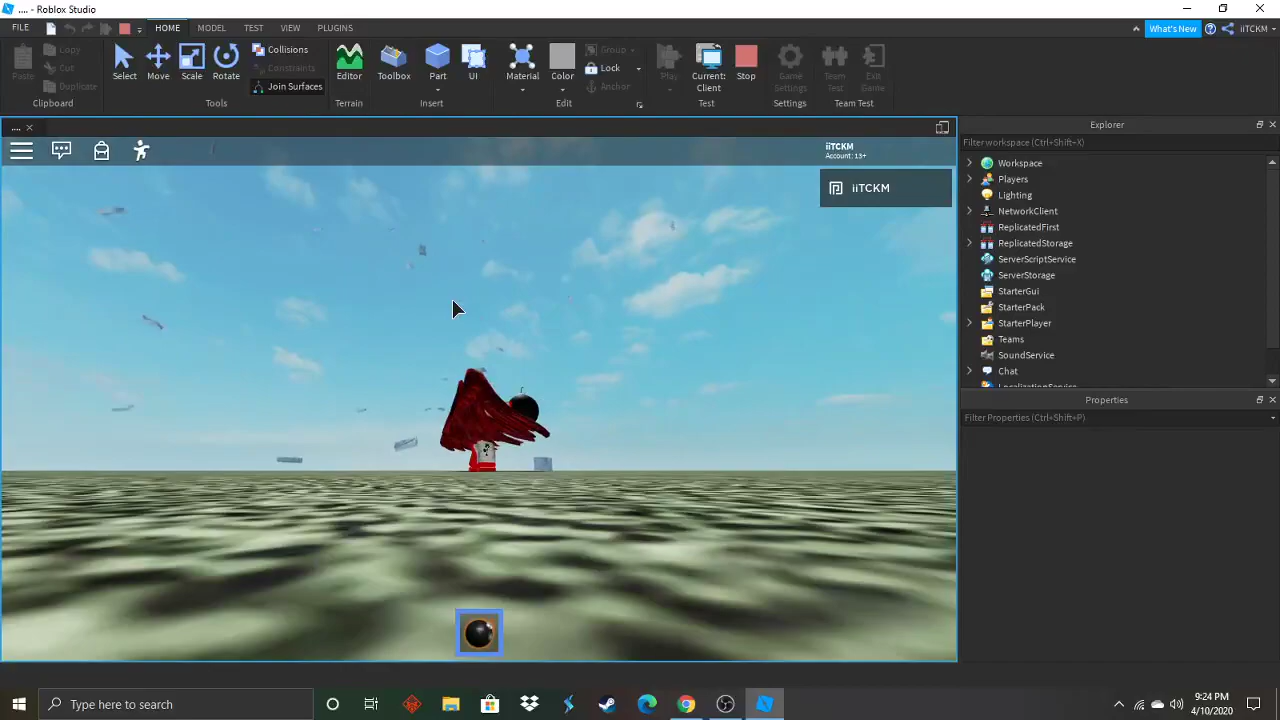 .... - Roblox Studio
FILE HOME MODEL TEST VIEW PLUGINS What's New iiTCKM
Paste Copy Cut Duplicate Clipboard
Select Move Scale Rotate Collisions Constraints Join Surfaces Tools
Editor Terrain
Toolbox Part UI Insert
Material Color Group Lock Anchor Edit
Play Current: Client Stop Test
Game Settings Settings
Team Test Exit Game Team Test
....
iiTCKM
Account: 13+
iiTCKM
Explorer
Filter workspace (Ctrl+Shift+X)
Workspace
Players
Lighting
NetworkClient
ReplicatedFirst
ReplicatedStorage
ServerScriptService
ServerStorage
StarterGui
StarterPack
StarterPlayer
Teams
SoundService
Chat
LocalizationService
Properties
Filter Properties (Ctrl+Shift+P)
Type here to search
9:24 PM
4/10/2020